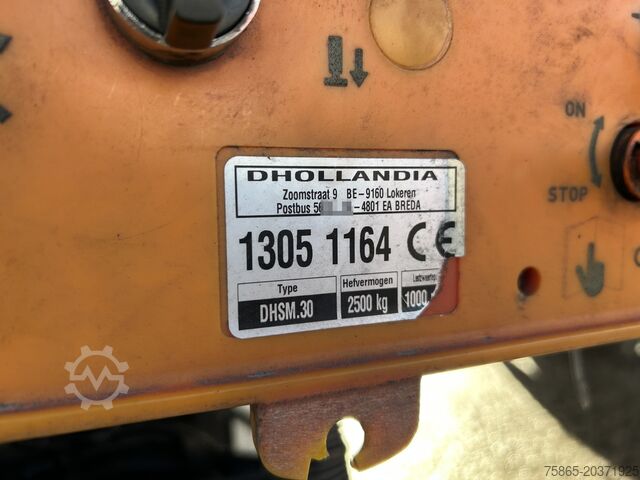 ON
STOP
DHOLLANDIA
Zoomstraat 9 BE-9160 Lokeren
Postbus -4801 EA BREDA
1305 1164 CE
Type Hefvermogen
DHSM.30 2500 kg 1000
75865-20371925